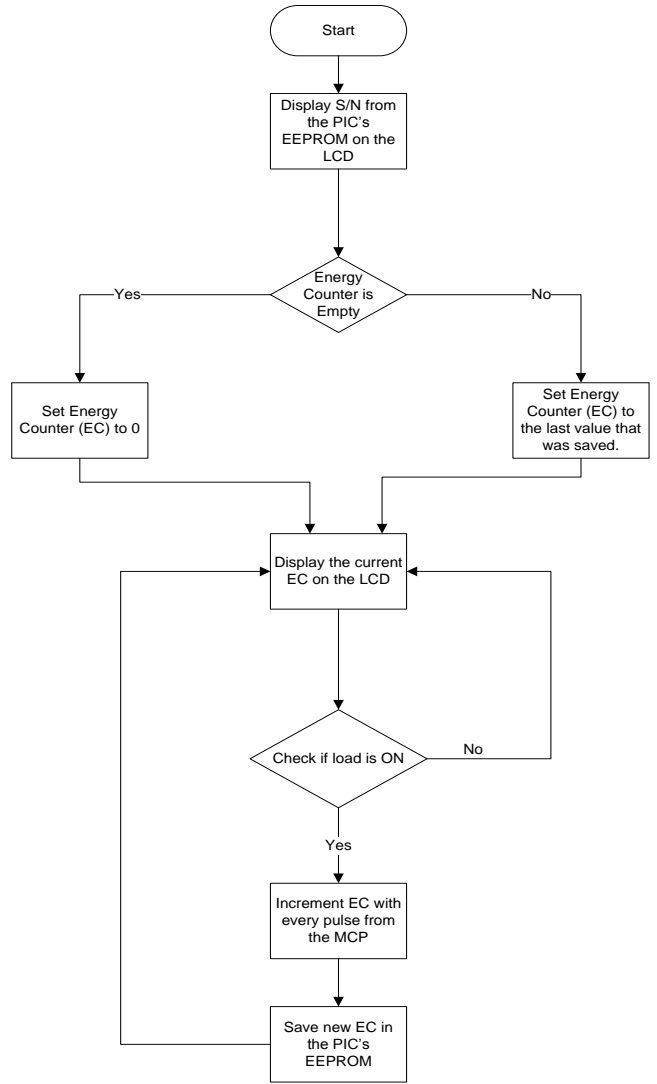 Start
Display S/N from
the PIC's
EEPROM on the
LCD
Energy
Counter is
Empty
Yes
No
Set Energy
Counter (EC) to 0
Set Energy
Counter (EC) to
the last value that
was saved.
Display the current
EC on the LCD
Check if load is ON
No
Yes
Increment EC with
every pulse from
the MCP
Save new EC in
the PIC's
EEPROM